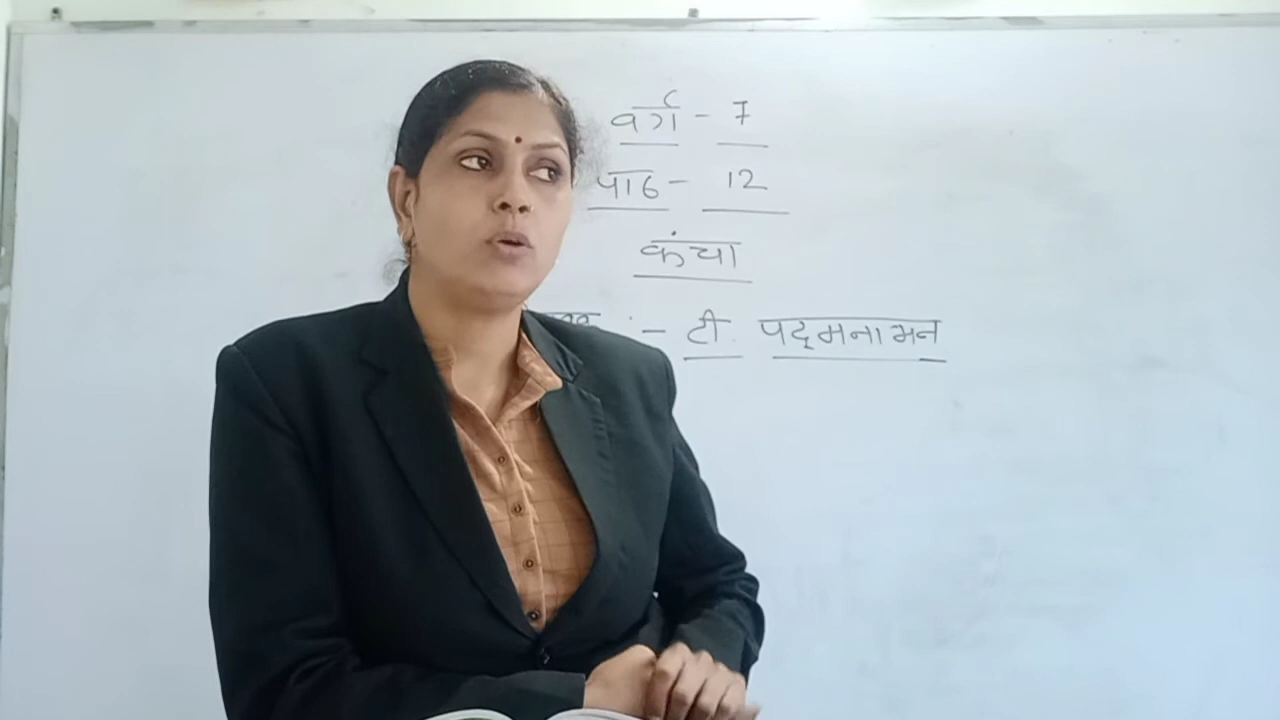 वर्ग - 7
पाठ - 12
कंचा
:- टी. पद्मनाभन